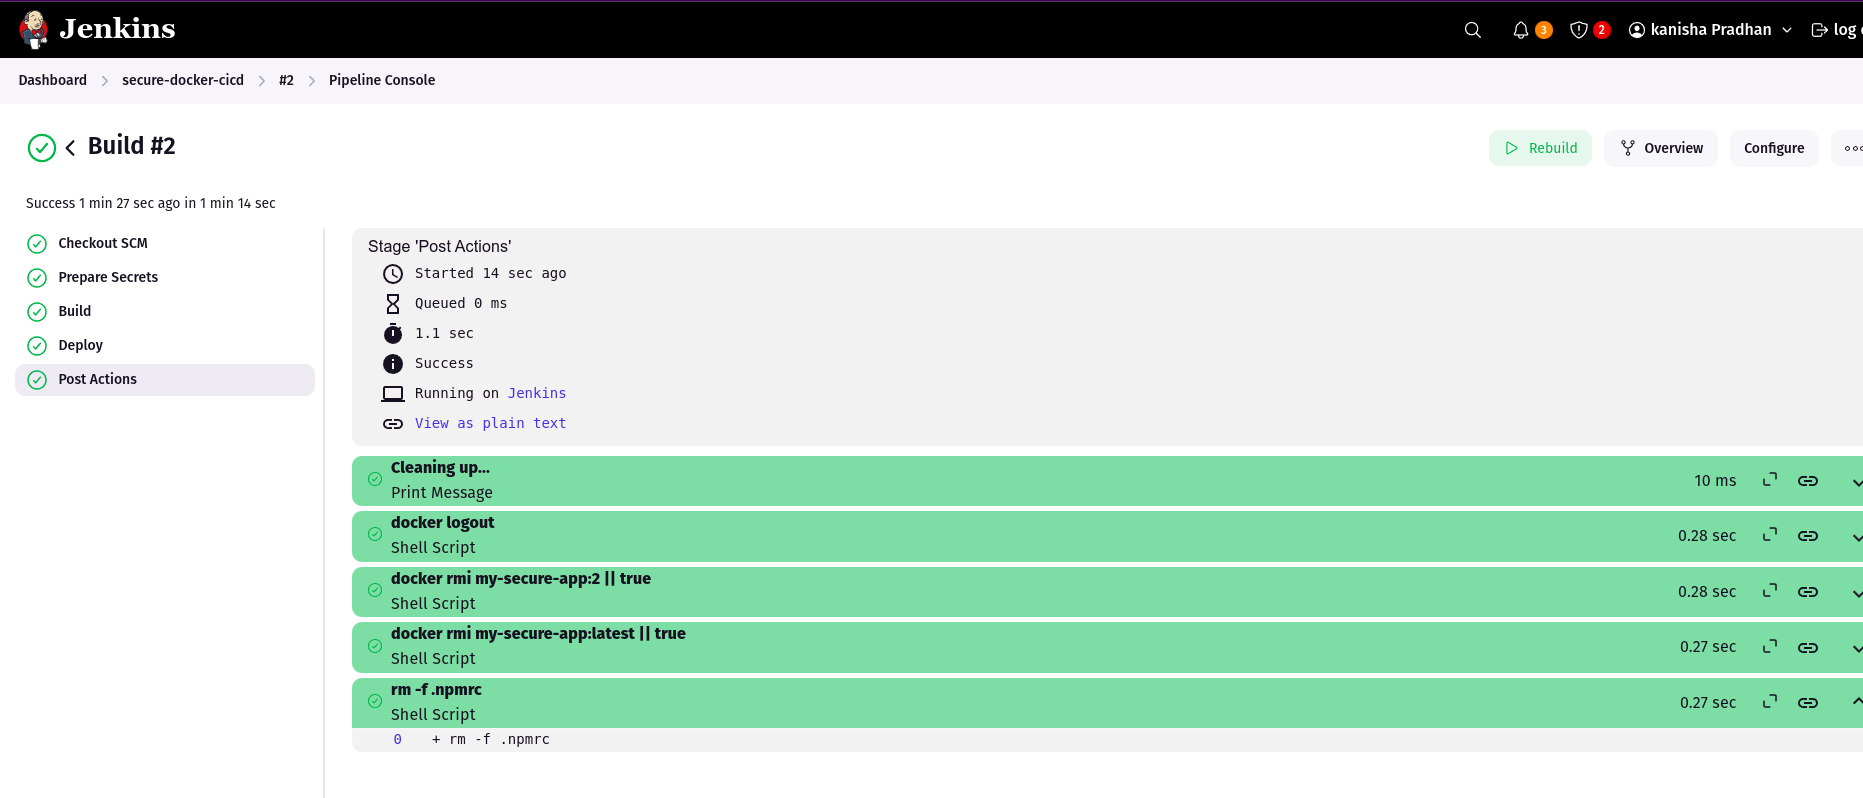 Jenkins
3
2
kanisha Pradhan
log
Dashboard
secure-docker-cicd
#2
Pipeline Console
Build #2
Rebuild
Overview
Configure
Success 1 min 27 sec ago in 1 min 14 sec
Checkout SCM
Prepare Secrets
Build
Deploy
Post Actions
Stage 'Post Actions'
Started 14 sec ago
Queued 0 ms
1.1 sec
Success
Running on Jenkins
View as plain text
Cleaning up...
Print Message
10 ms
docker logout
Shell Script
0.28 sec
docker rmi my-secure-app:2 || true
Shell Script
0.28 sec
docker rmi my-secure-app:latest || true
Shell Script
0.27 sec
rm -f .npmrc
Shell Script
0.27 sec
0 + rm -f .npmrc